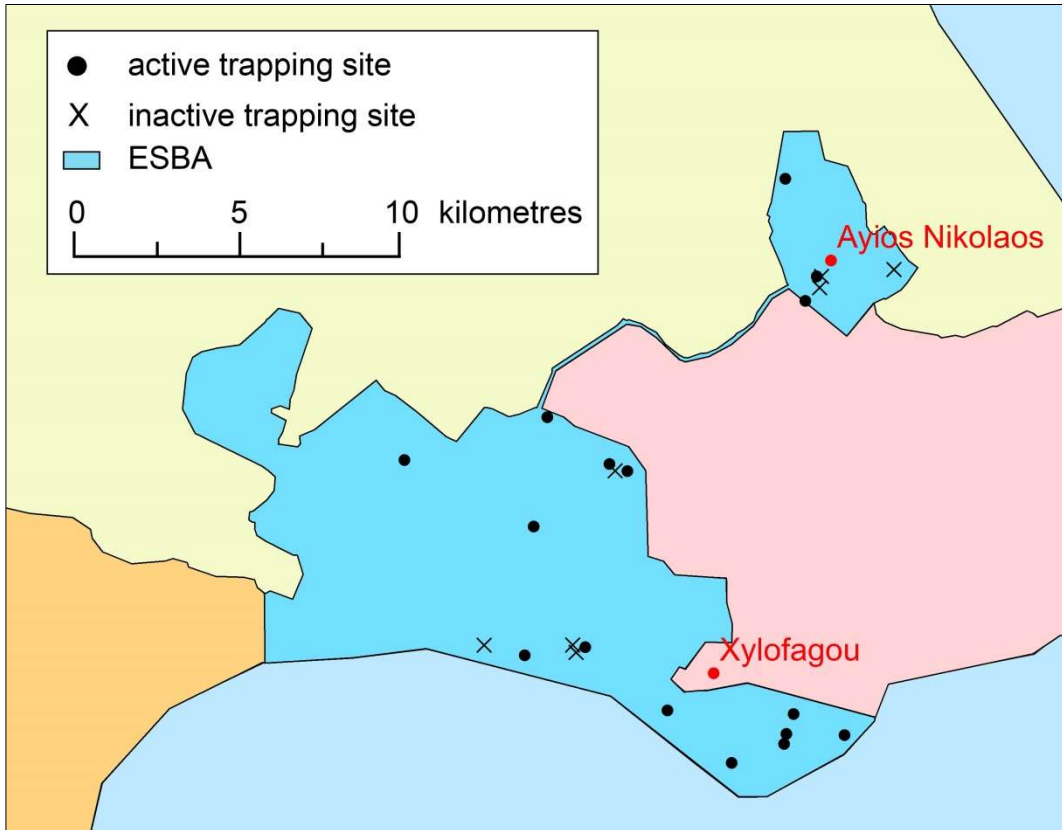 active trapping site
X inactive trapping site
ESBA
0 5 10 kilometres
Ayios Nikolaos
Xylofagou